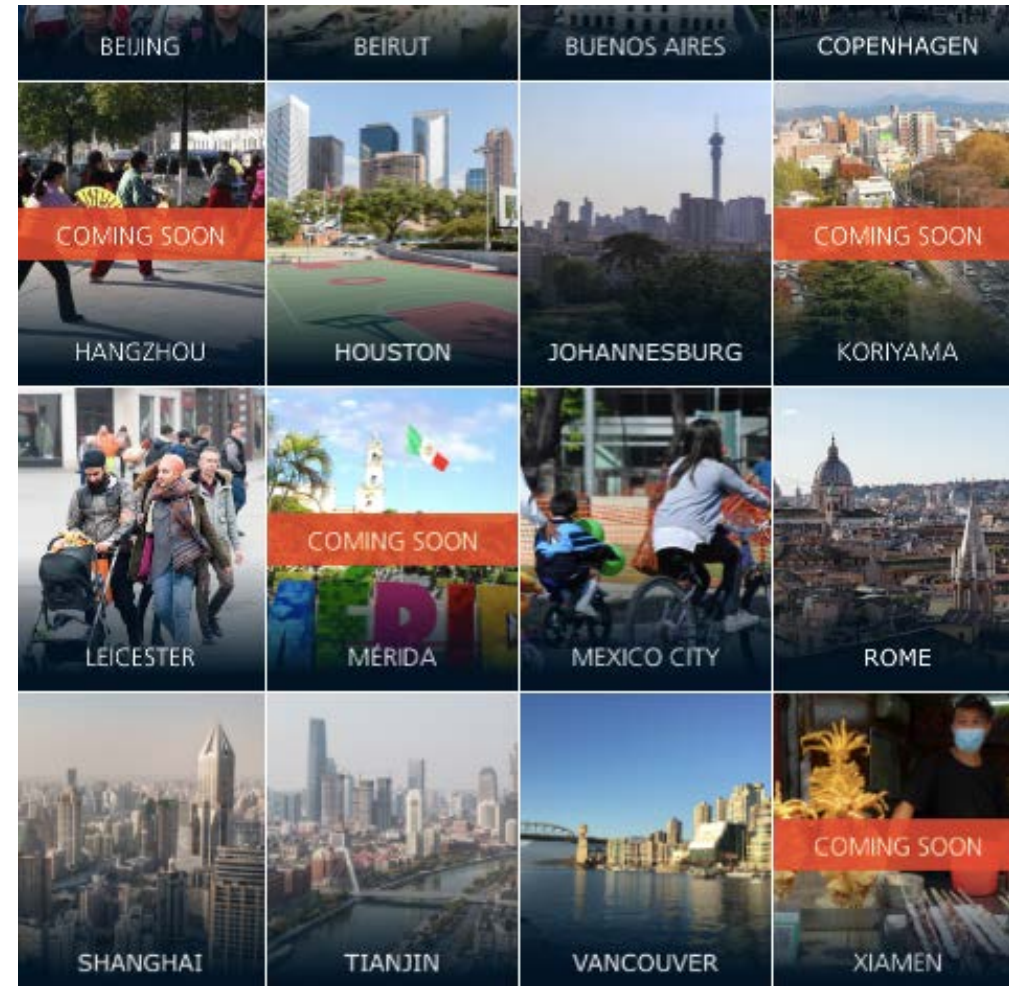 BEIJING
BEIRUT
BUENOS AIRES
COPENHAGEN
COMING SOON
HANGZHOU
HOUSTON
JOHANNESBURG
COMING SOON
KORIYAMA
LEICESTER
COMING SOON
MÉRIDA
MEXICO CITY
ROME
SHANGHAI
TIANJIN
VANCOUVER
COMING SOON
XIAMEN